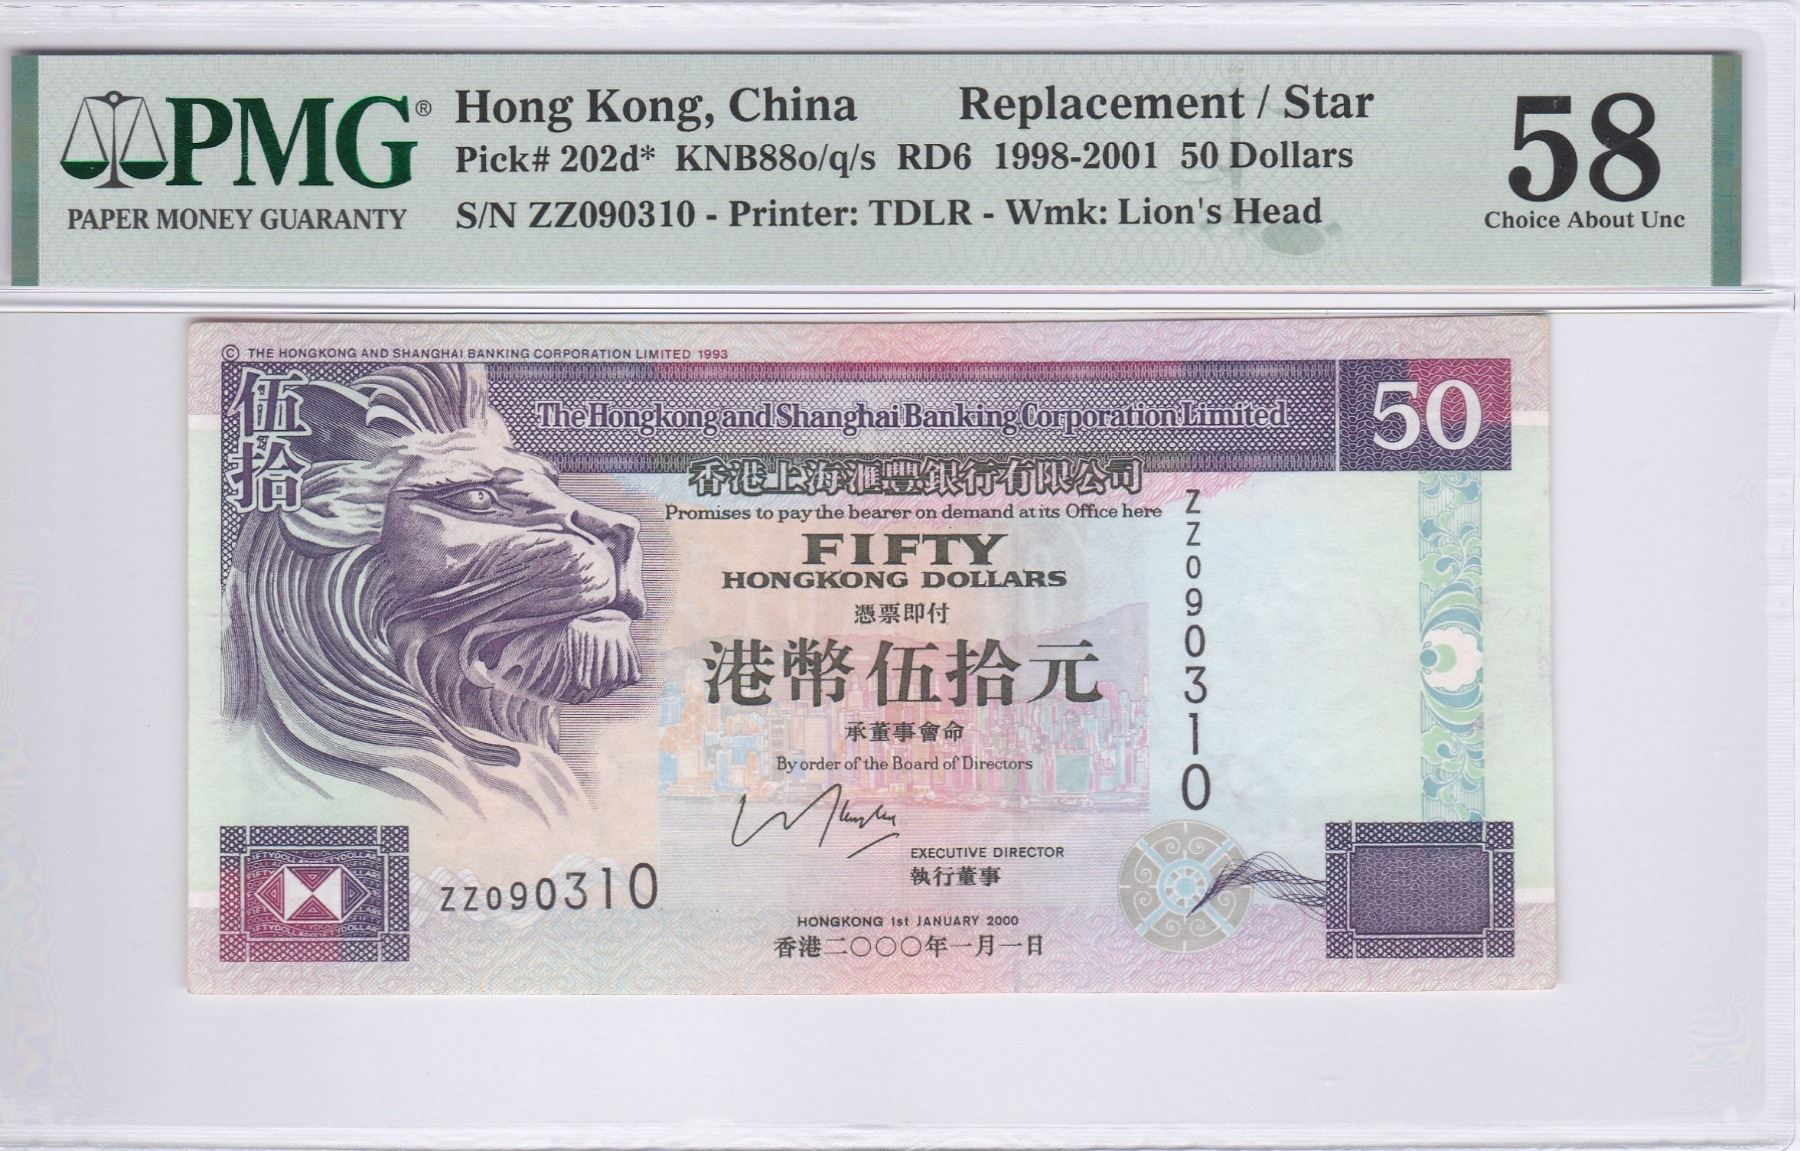 PMG®
PAPER MONEY GUARANTY
Hong Kong, China Replacement / Star
Pick# 202d* KNB88o/q/s RD6 1998-2001 50 Dollars
S/N ZZ090310 - Printer: TDLR - Wmk: Lion's Head
58
Choice About Unc
© THE HONGKONG AND SHANGHAI BANKING CORPORATION LIMITED 1993
伍拾
The Hongkong and Shanghai Banking Corporation Limited
50
香港上海滙豐銀行有限公司
Promises to pay the bearer on demand at its Office here
FIFTY
HONGKONG DOLLARS
憑票即付
港幣伍拾元
承董事會命
By order of the Board of Directors
EXECUTIVE DIRECTOR
執行董事
ZZ090310
ZZ090310
HONGKONG 1st JANUARY 2000
香港二〇〇〇年一月一日